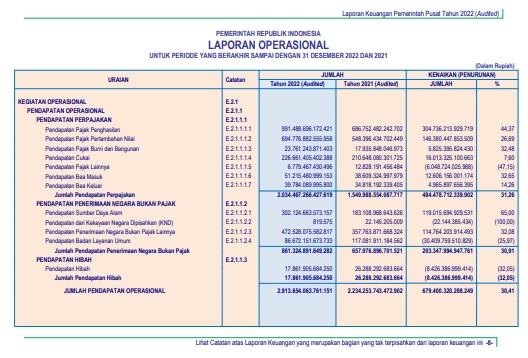 Laporan Keuangan Pemerintah Pusat Tahun 2022 (Audited)
PEMERINTAH REPUBLIK INDONESIA
LAPORAN OPERASIONAL
UNTUK PERIODE YANG BERAKHIR SAMPAI DENGAN 31 DESEMBER 2022 DAN 2021
(Dalam Rupiah)
URAIAN Catatan JUMLAH KENAIKAN (PENURUNAN)
Tahun 2022 (Audited) Tahun 2021 (Audited) JUMLAH %
KEGIATAN OPERASIONAL E.2.1
PENDAPATAN OPERASIONAL E.2.1.1
PENDAPATAN PERPAJAKAN E.2.1.1.1
Pendapatan Pajak Penghasilan E.2.1.1.1.1 991.488.696.172.421 686.752.482.242.702 304.736.213.929.719 44,37
Pendapatan Pajak Pertambahan Nilai E.2.1.1.1.2 694.776.882.555.958 548.396.434.702.449 146.380.447.853.509 26,69
Pendapatan Pajak Bumi dan Bangunan E.2.1.1.1.3 23.761.243.871.403 17.935.848.046.973 5.825.395.824.430 32,48
Pendapatan Cukai E.2.1.1.1.4 226.661.405.402.388 210.648.080.301.725 16.013.325.100.663 7,60
Pendapatan Pajak Lainnya E.2.1.1.1.5 6.779.467.430.496 12.828.191.456.484 (6.048.724.025.988) (47,15)
Pendapatan Bea Masuk E.2.1.1.1.6 51.215.480.999.153 38.609.324.997.979 12.606.156.001.174 32,65
Pendapatan Bea Keluar E.2.1.1.1.7 39.784.089.995.800 34.818.192.339.405 4.965.897.656.395 14,26
Jumlah Pendapatan Perpajakan 2.034.467.266.427.619 1.549.988.554.087.717 484.478.712.339.902 31,26
PENDAPATAN PENERIMAAN NEGARA BUKAN PAJAK E.2.1.1.2
Pendapatan Sumber Daya Alam E.2.1.1.2.1 302.124.663.573.157 183.108.968.643.626 119.015.694.929.531 65,00
Pendapatan dari Kekayaan Negara Dipisahkan (KND) E.2.1.1.2.2 819.575 22.145.205.009 (22.144.385.434) (100,00)
Pendapatan Penerimaan Negara Bukan Pajak Lainnya E.2.1.1.2.3 472.528.075.582.817 357.763.871.668.324 114.764.203.914.493 32,08
Pendapatan Badan Layanan Umum E.2.1.1.2.4 86.672.151.673.733 117.081.911.184.562 (30.409.759.510.829) (25,97)
Jumlah Pendapatan Penerimaan Negara Bukan Pajak 861.324.891.649.282 657.976.896.701.521 203.347.994.947.761 30,91
PENDAPATAN HIBAH E.2.1.1.3
Pendapatan Hibah 17.861.905.684.250 26.288.292.683.664 (8.426.386.999.414) (32,05)
Jumlah Pendapatan Hibah 17.861.905.684.250 26.288.292.683.664 (8.426.386.999.414) (32,05)
JUMLAH PENDAPATAN OPERASIONAL 2.913.654.063.761.151 2.234.253.743.472.902 679.400.320.288.249 30,41
Lihat Catatan atas Laporan Keuangan yang merupakan bagian yang tak terpisahkan dari laporan keuangan ini -8-